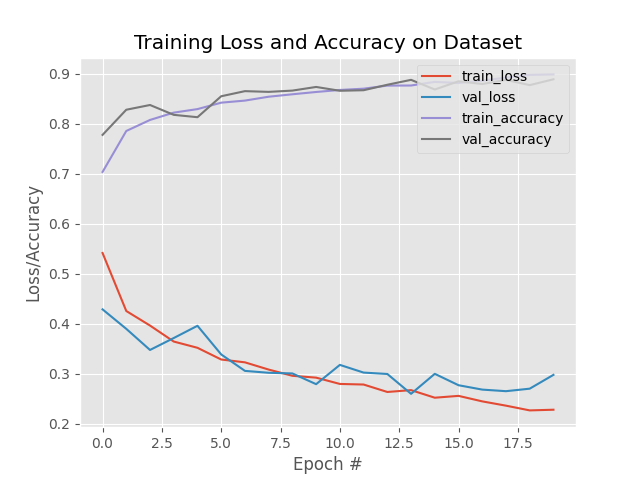 Training Loss and Accuracy on Dataset
train_loss
val_loss
train_accuracy
val_accuracy
0.9
0.8
0.7
0.6
0.5
0.4
0.3
0.2
Loss/Accuracy
0.0 2.5 5.0 7.5 10.0 12.5 15.0 17.5
Epoch #